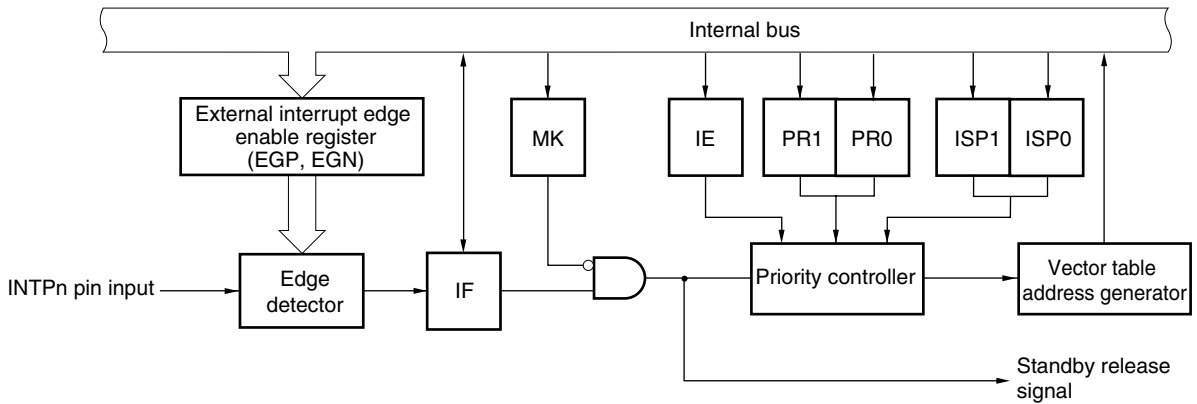 Internal bus
External interrupt edge
enable register
(EGP, EGN)
MK
IE
PR1
PR0
ISP1
ISP0
INTPn pin input
Edge
detector
IF
Priority controller
Vector table
address generator
Standby release
signal